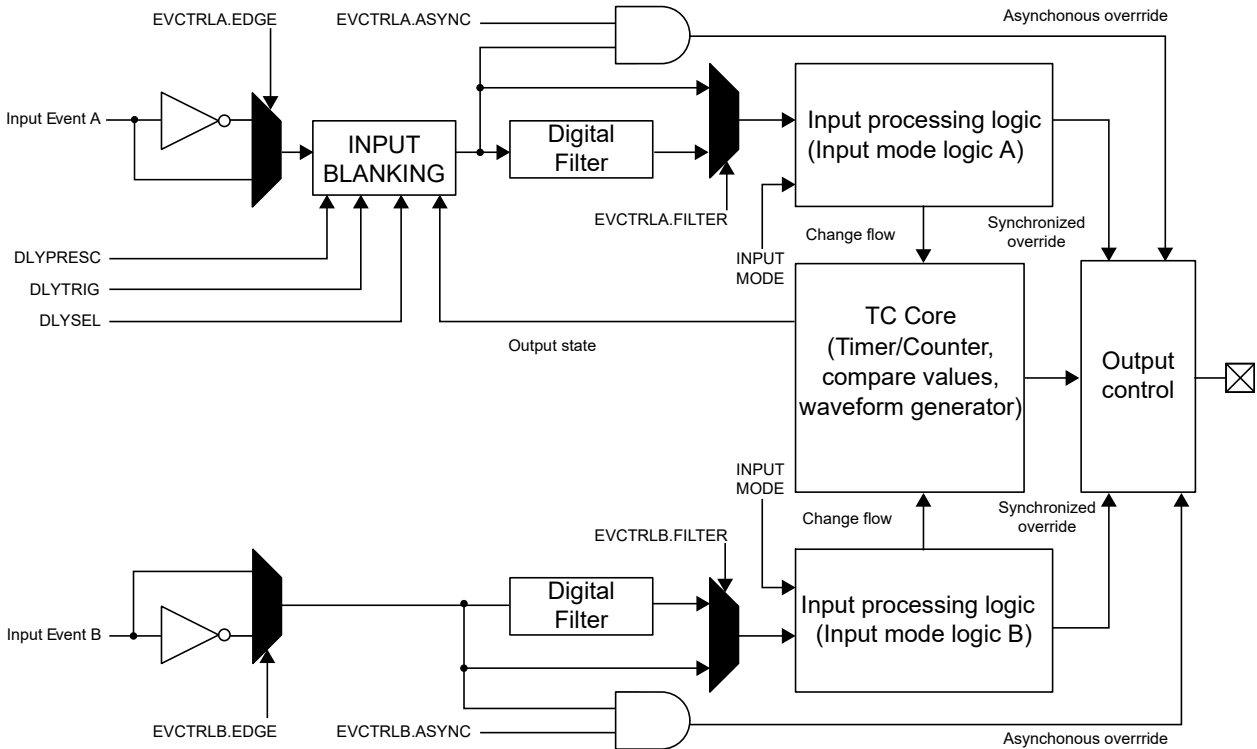 EVCTRLA.EDGE
EVCTRLA.ASYNC
Asynchonous overrride
Input Event A
INPUT
BLANKING
Digital
Filter
Input processing logic
(Input mode logic A)
EVCTRLA.FILTER
DLYPRESC
DLYTRIG
DLYSEL
INPUT
MODE
Change flow
Synchronized
override
Output state
TC Core
(Timer/Counter,
compare values,
waveform generator)
Output
control
INPUT
MODE
Change flow
Synchronized
override
EVCTRLB.FILTER
Input Event B
Digital
Filter
Input processing logic
(Input mode logic B)
EVCTRLB.EDGE
EVCTRLB.ASYNC
Asynchonous overrride